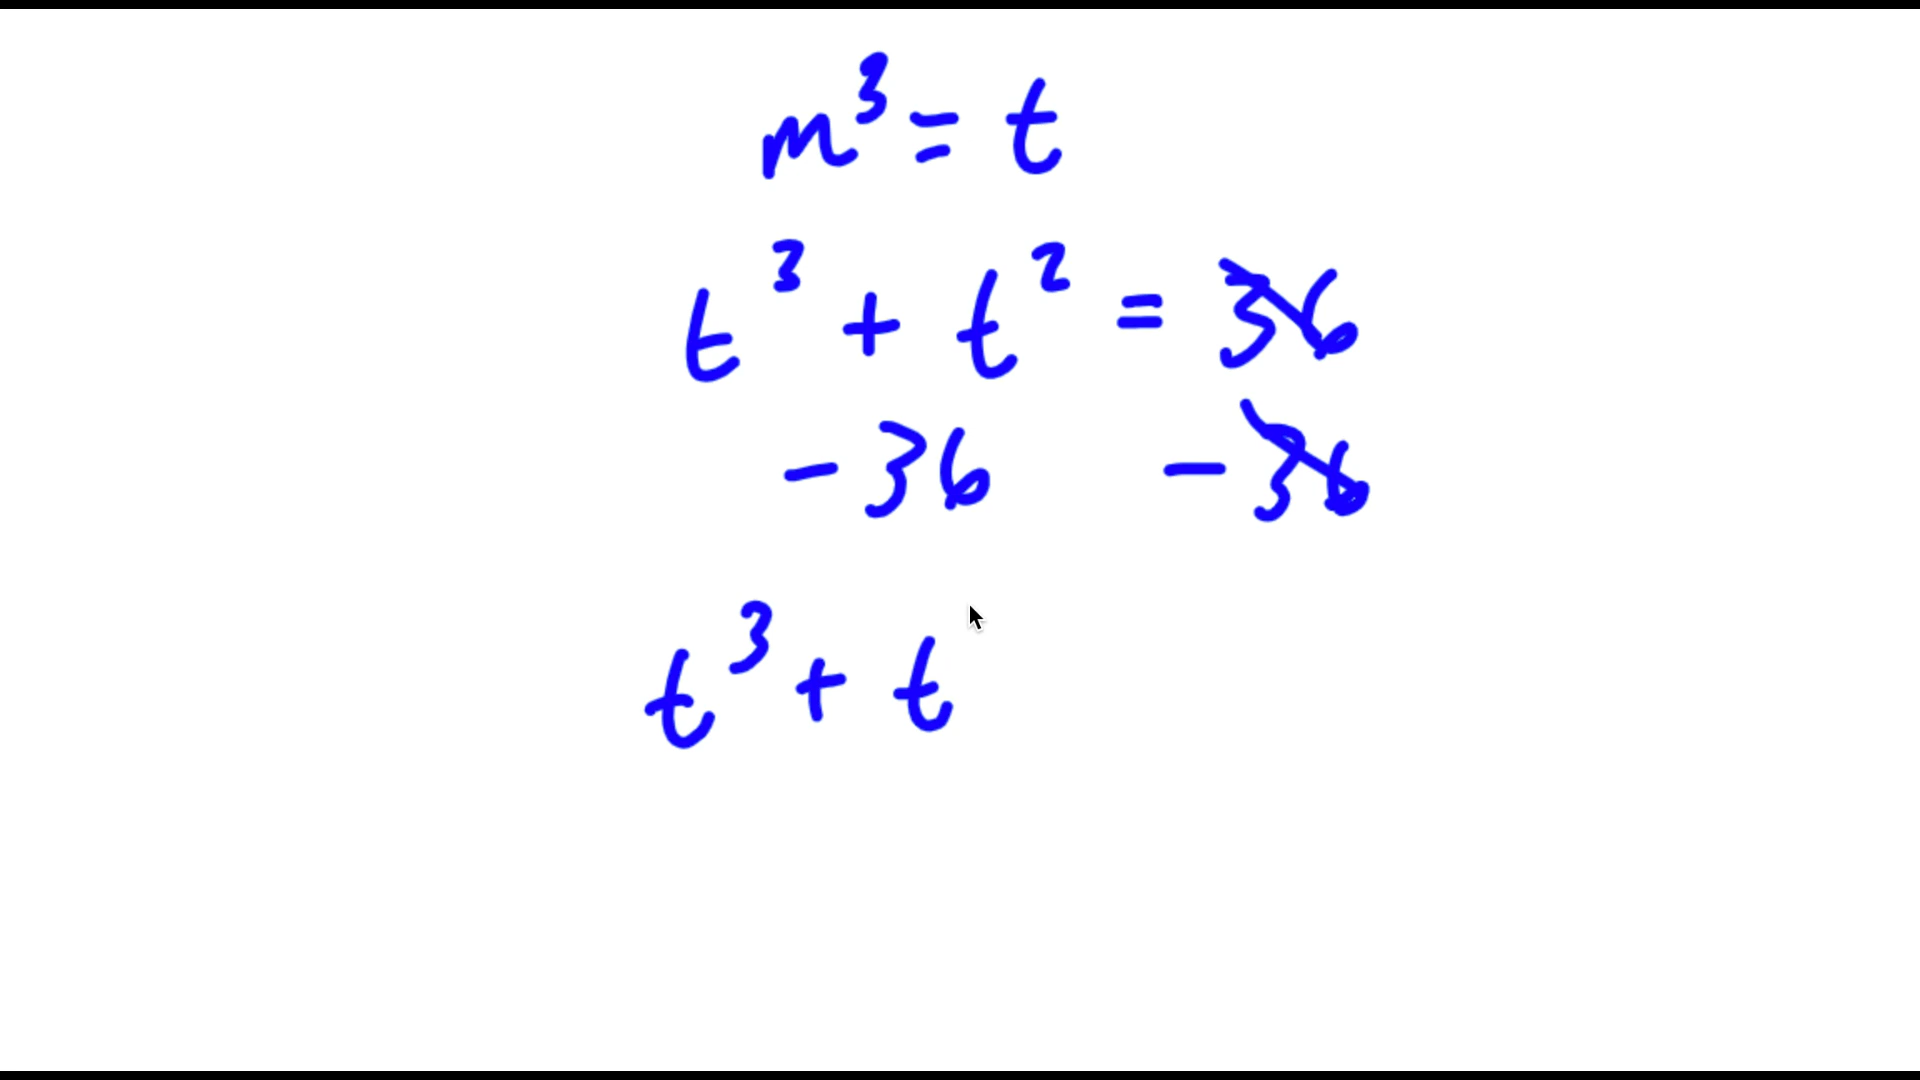 m³ = t
t³ + t² = 36
- 36 - 36
t³ + t